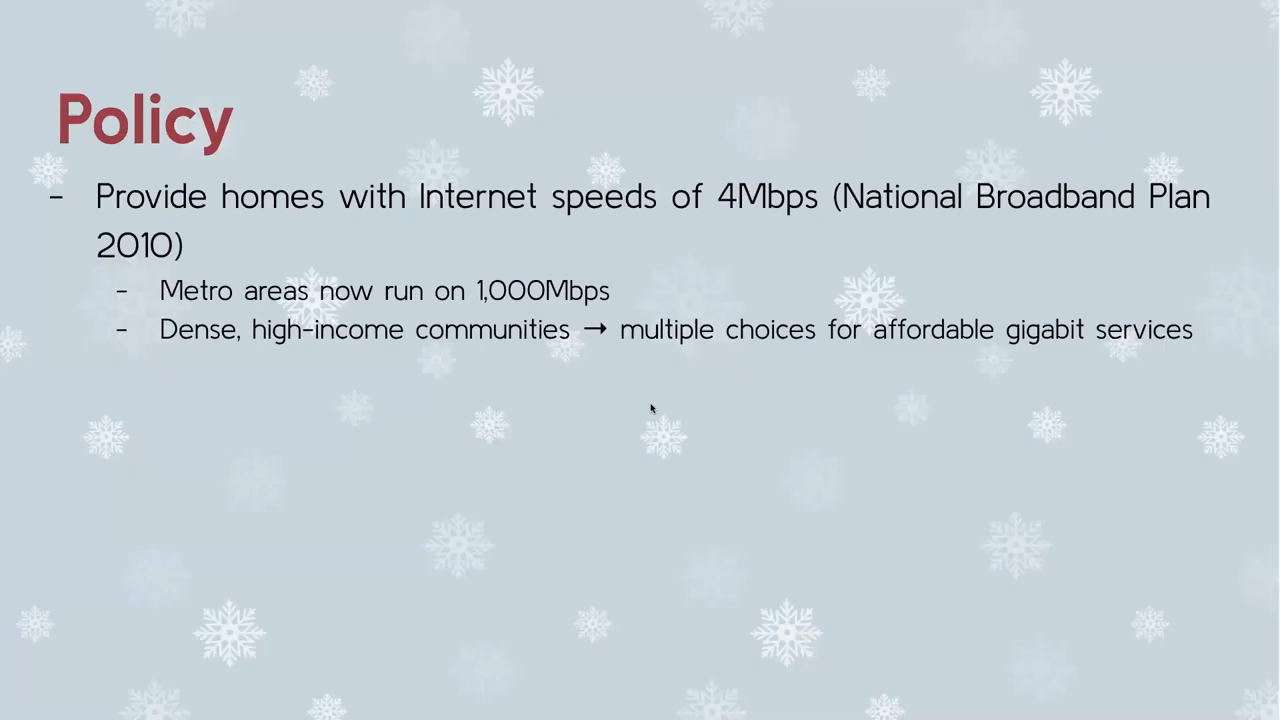 Policy
- Provide homes with Internet speeds of 4Mbps (National Broadband Plan
2010)
- Metro areas now run on 1,000Mbps
- Dense, high-income communities → multiple choices for affordable gigabit services